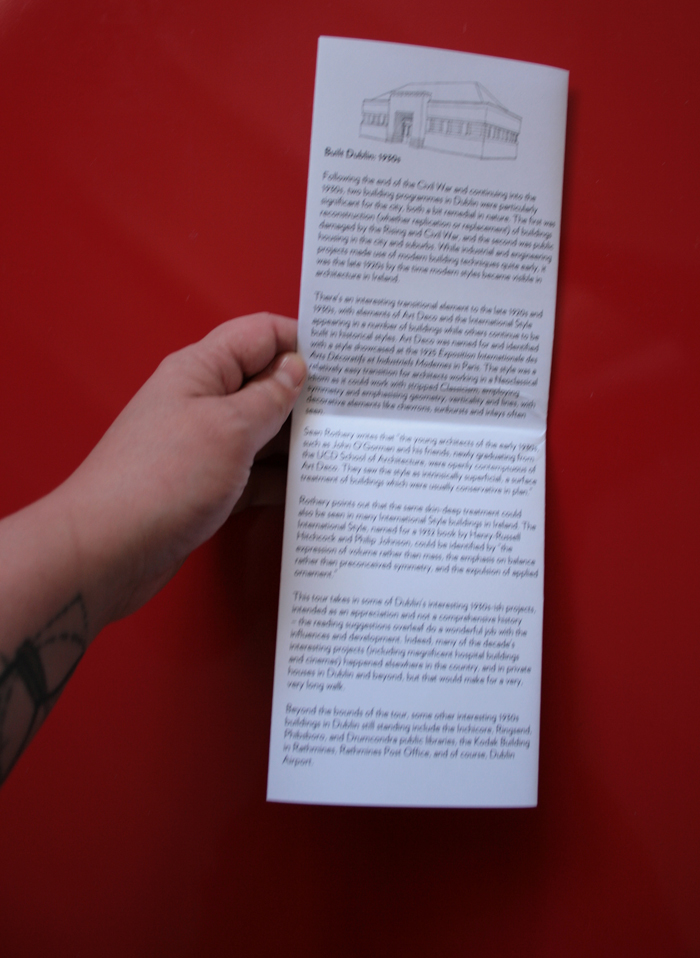 Built Dublin: 1930s
Following the end of the Civil War and continuing into the
1930s, two building programmes in Dublin were particularly
significant for the city, both a bit remedial in nature. The first was
reconstruction (whether replication or replacement) of buildings
damaged by the Rising and Civil War, and the second was public
housing in the city and suburbs. While industrial and engineering
projects made use of modern building techniques quite early, it
was the late 1920s by the time modern styles became visible in
architecture in Ireland.
There's an interesting transitional element to the late 1920s and
1930s, with elements of Art Deco and the International Style
appearing in a number of buildings while others continue to be
built in historical styles. Art Deco was named for and identified
with a style showcased at the 1925 Exposition Internationale des
Arts Décoratifs et Industriels Modernes in Paris. The style was a
relatively easy transition for architects working in a Neoclassical
idiom as it could work with stripped Classicism, employing
symmetry and emphasising geometry, verticality and lines, with
decorative elements like chevrons, sunbursts and inlays often
seen.
Sean Rothery writes that "the young architects of the early 1930s,
such as John O'Gorman and his friends, newly graduating from
the UCD School of Architecture, were openly contemptuous of
Art Deco. They saw the style as intrinsically superficial, a surface
treatment of buildings which were usually conservative in plan."
Rothery points out that the same skin-deep treatment could
also be seen in many International Style buildings in Ireland. The
International Style, named for a 1932 book by Henry-Russell
Hitchcock and Philip Johnson, could be identified by "the
expression of volume rather than mass, the emphasis on balance
rather than preconceived symmetry, and the expulsion of applied
ornament."
This tour takes in some of Dublin's interesting 1930s-ish projects,
intended as an appreciation and not a comprehensive history
– the reading suggestions overleaf do a wonderful job with the
influences and development. Indeed, many of the decade's
interesting projects (including magnificent hospital buildings
and cinemas) happened elsewhere in the country, and in private
houses in Dublin and beyond, but that would make for a very,
very long walk.
Beyond the bounds of the tour, some other interesting 1930s
buildings in Dublin still standing include the Inchicore, Ringsend,
Phibsboro, and Drumcondra public libraries, the Kodak Building
in Rathmines, Rathmines Post Office, and of course, Dublin
Airport.